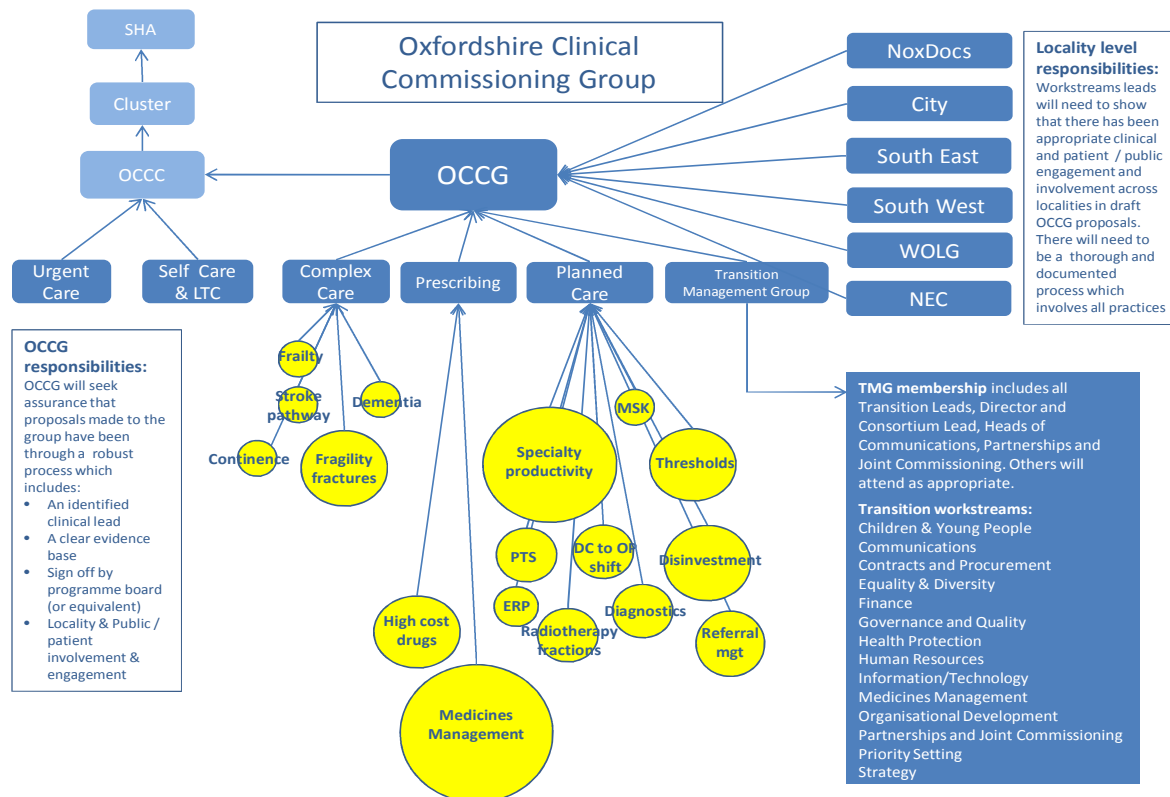 SHA
Cluster
OCCC
Oxfordshire Clinical
Commissioning Group
OCCG
NoxDocs
City
South East
South West
WOLG
NEC
Locality level
responsibilities:
Workstreams leads
will need to show
that there has been
appropriate clinical
and patient / public
engagement and
involvement across
localities in draft
OCCG proposals.
There will need to
be a thorough and
documented
process which
involves all practices
Urgent
Care
Self Care
& LTC
Complex
Care
Prescribing
Planned
Care
Transition
Management Group
OCCG
responsibilities:
OCCG will seek
assurance that
proposals made to
the group have been
through a robust
process which
includes:
• An identified
clinical lead
• A clear evidence
base
• Sign off by
programme board
(or equivalent)
• Locality & Public /
patient
involvement &
engagement
Frailty
Stroke
pathway
Dementia
Continence
Fragility
fractures
High cost
drugs
Medicines
Management
Specialty
productivity
MSK
Thresholds
PTS
DC to OP
shift
Disinvestment
ERP
Radiotherapy
fractions
Diagnostics
Referral
mgt
TMG membership includes all
Transition Leads, Director and
Consortium Lead, Heads of
Communications, Partnerships and
Joint Commissioning. Others will
attend as appropriate.
Transition workstreams:
Children & Young People
Communications
Contracts and Procurement
Equality & Diversity
Finance
Governance and Quality
Health Protection
Human Resources
Information/Technology
Medicines Management
Organisational Development
Partnerships and Joint Commissioning
Priority Setting
Strategy